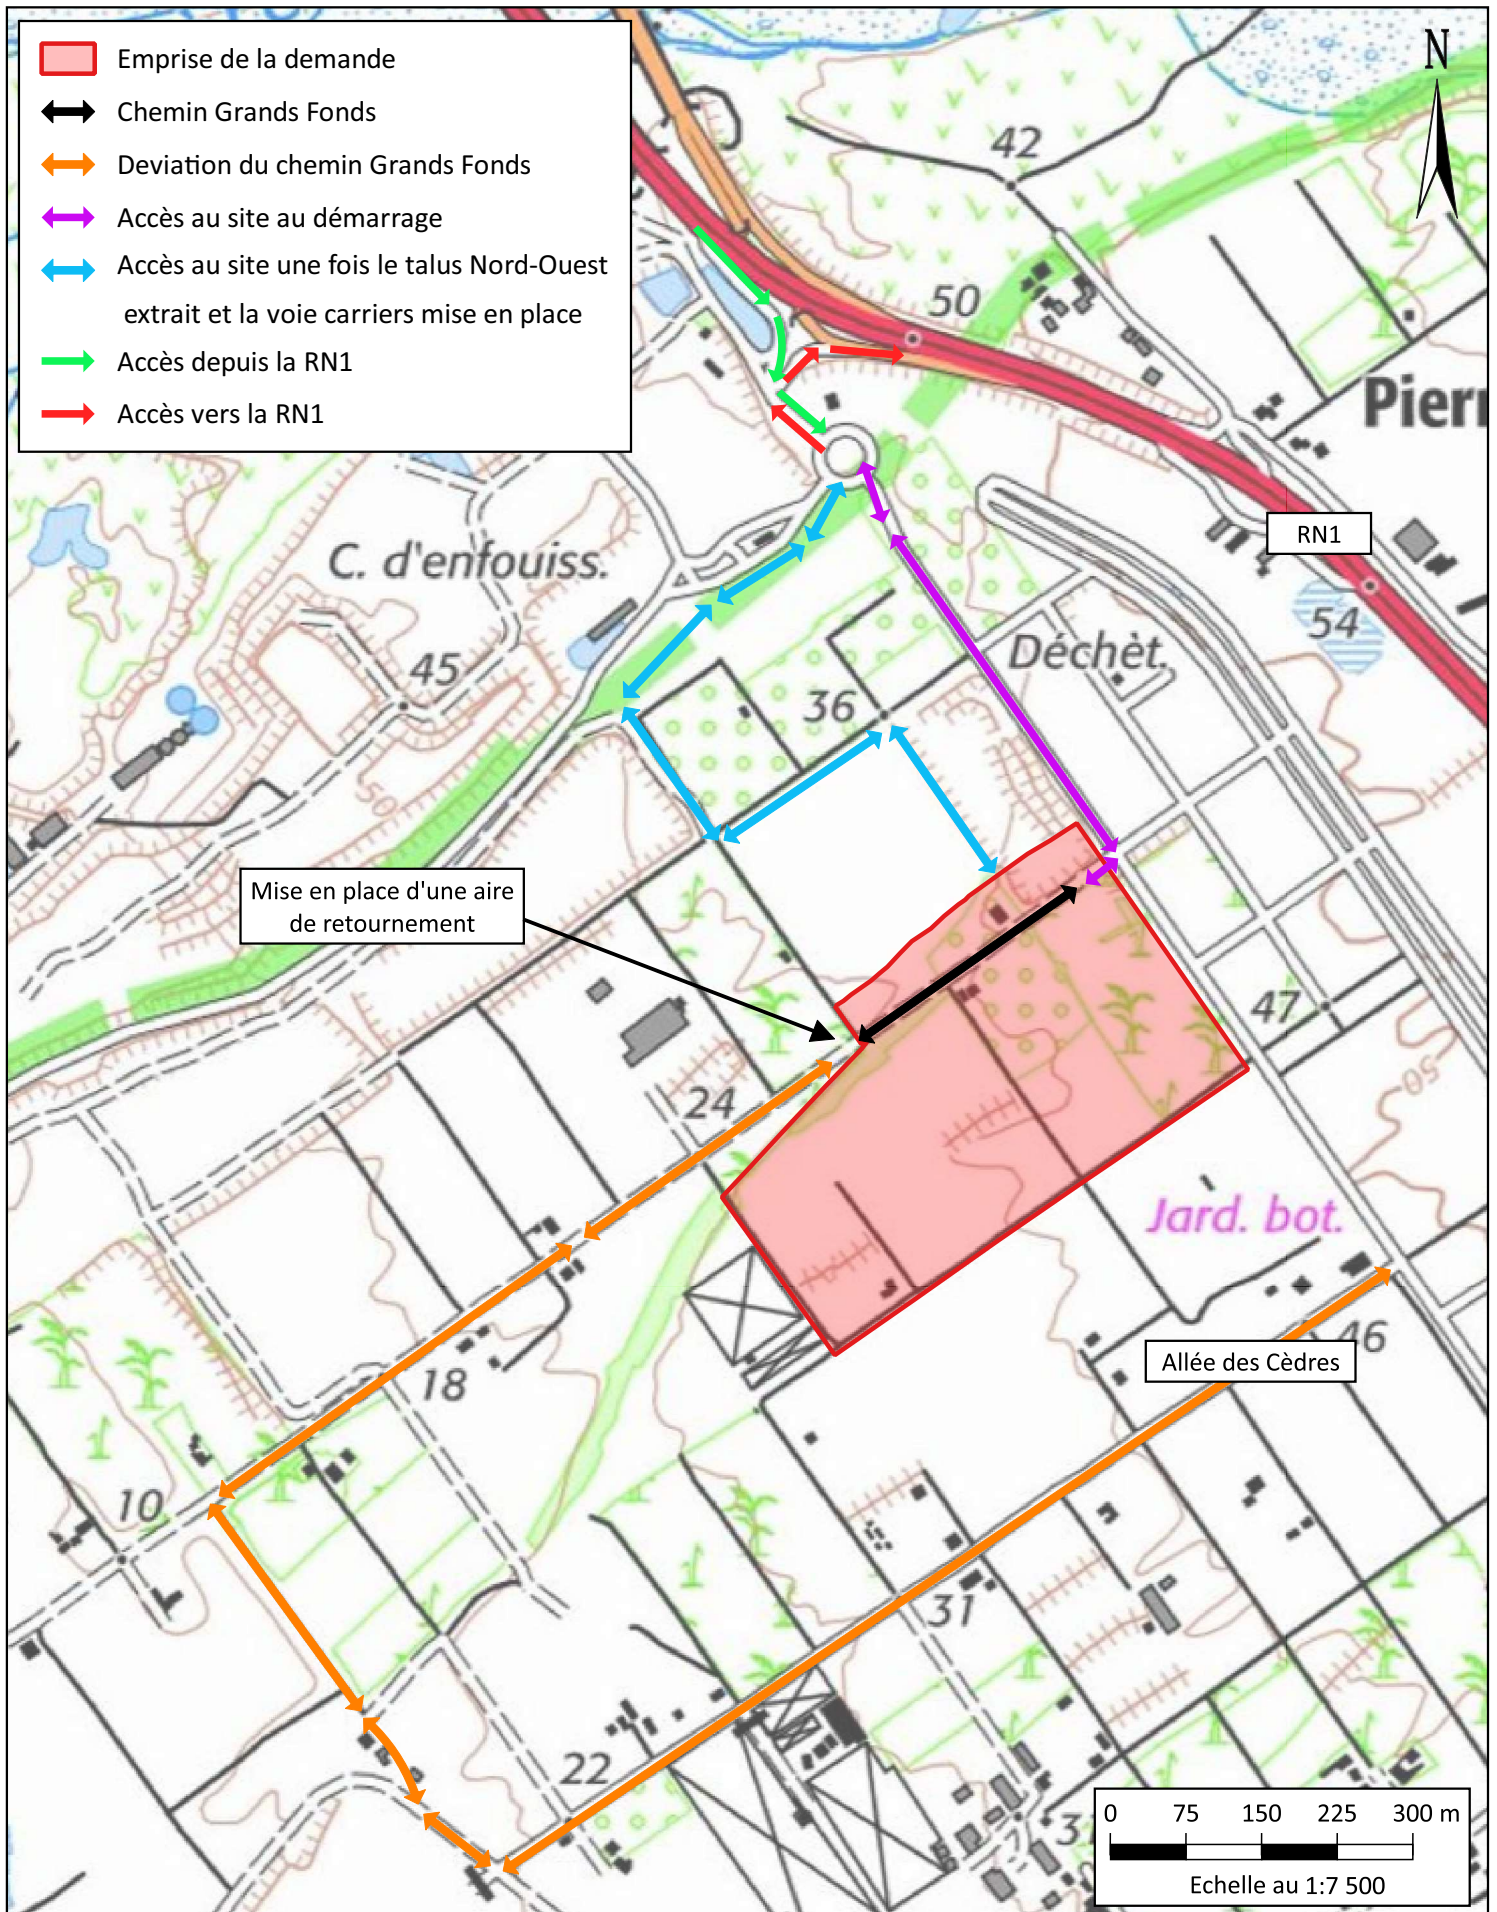 Emprise de la demande
Chemin Grands Fonds
Deviation du chemin Grands Fonds
Accès au site au démarrage
Accès au site une fois le talus Nord-Ouest
extrait et la voie carriers mise en place
Accès depuis la RN1
Accès vers la RN1
N
42
50
Pierr
RN1
54
C. d'enfouiss.
45
Déchèt.
36
50
Mise en place d'une aire
de retournement
47
50
24
Jard. bot.
46
Allée des Cèdres
18
10
31
22
0 75 150 225 300 m
31
Echelle au 1:7 500